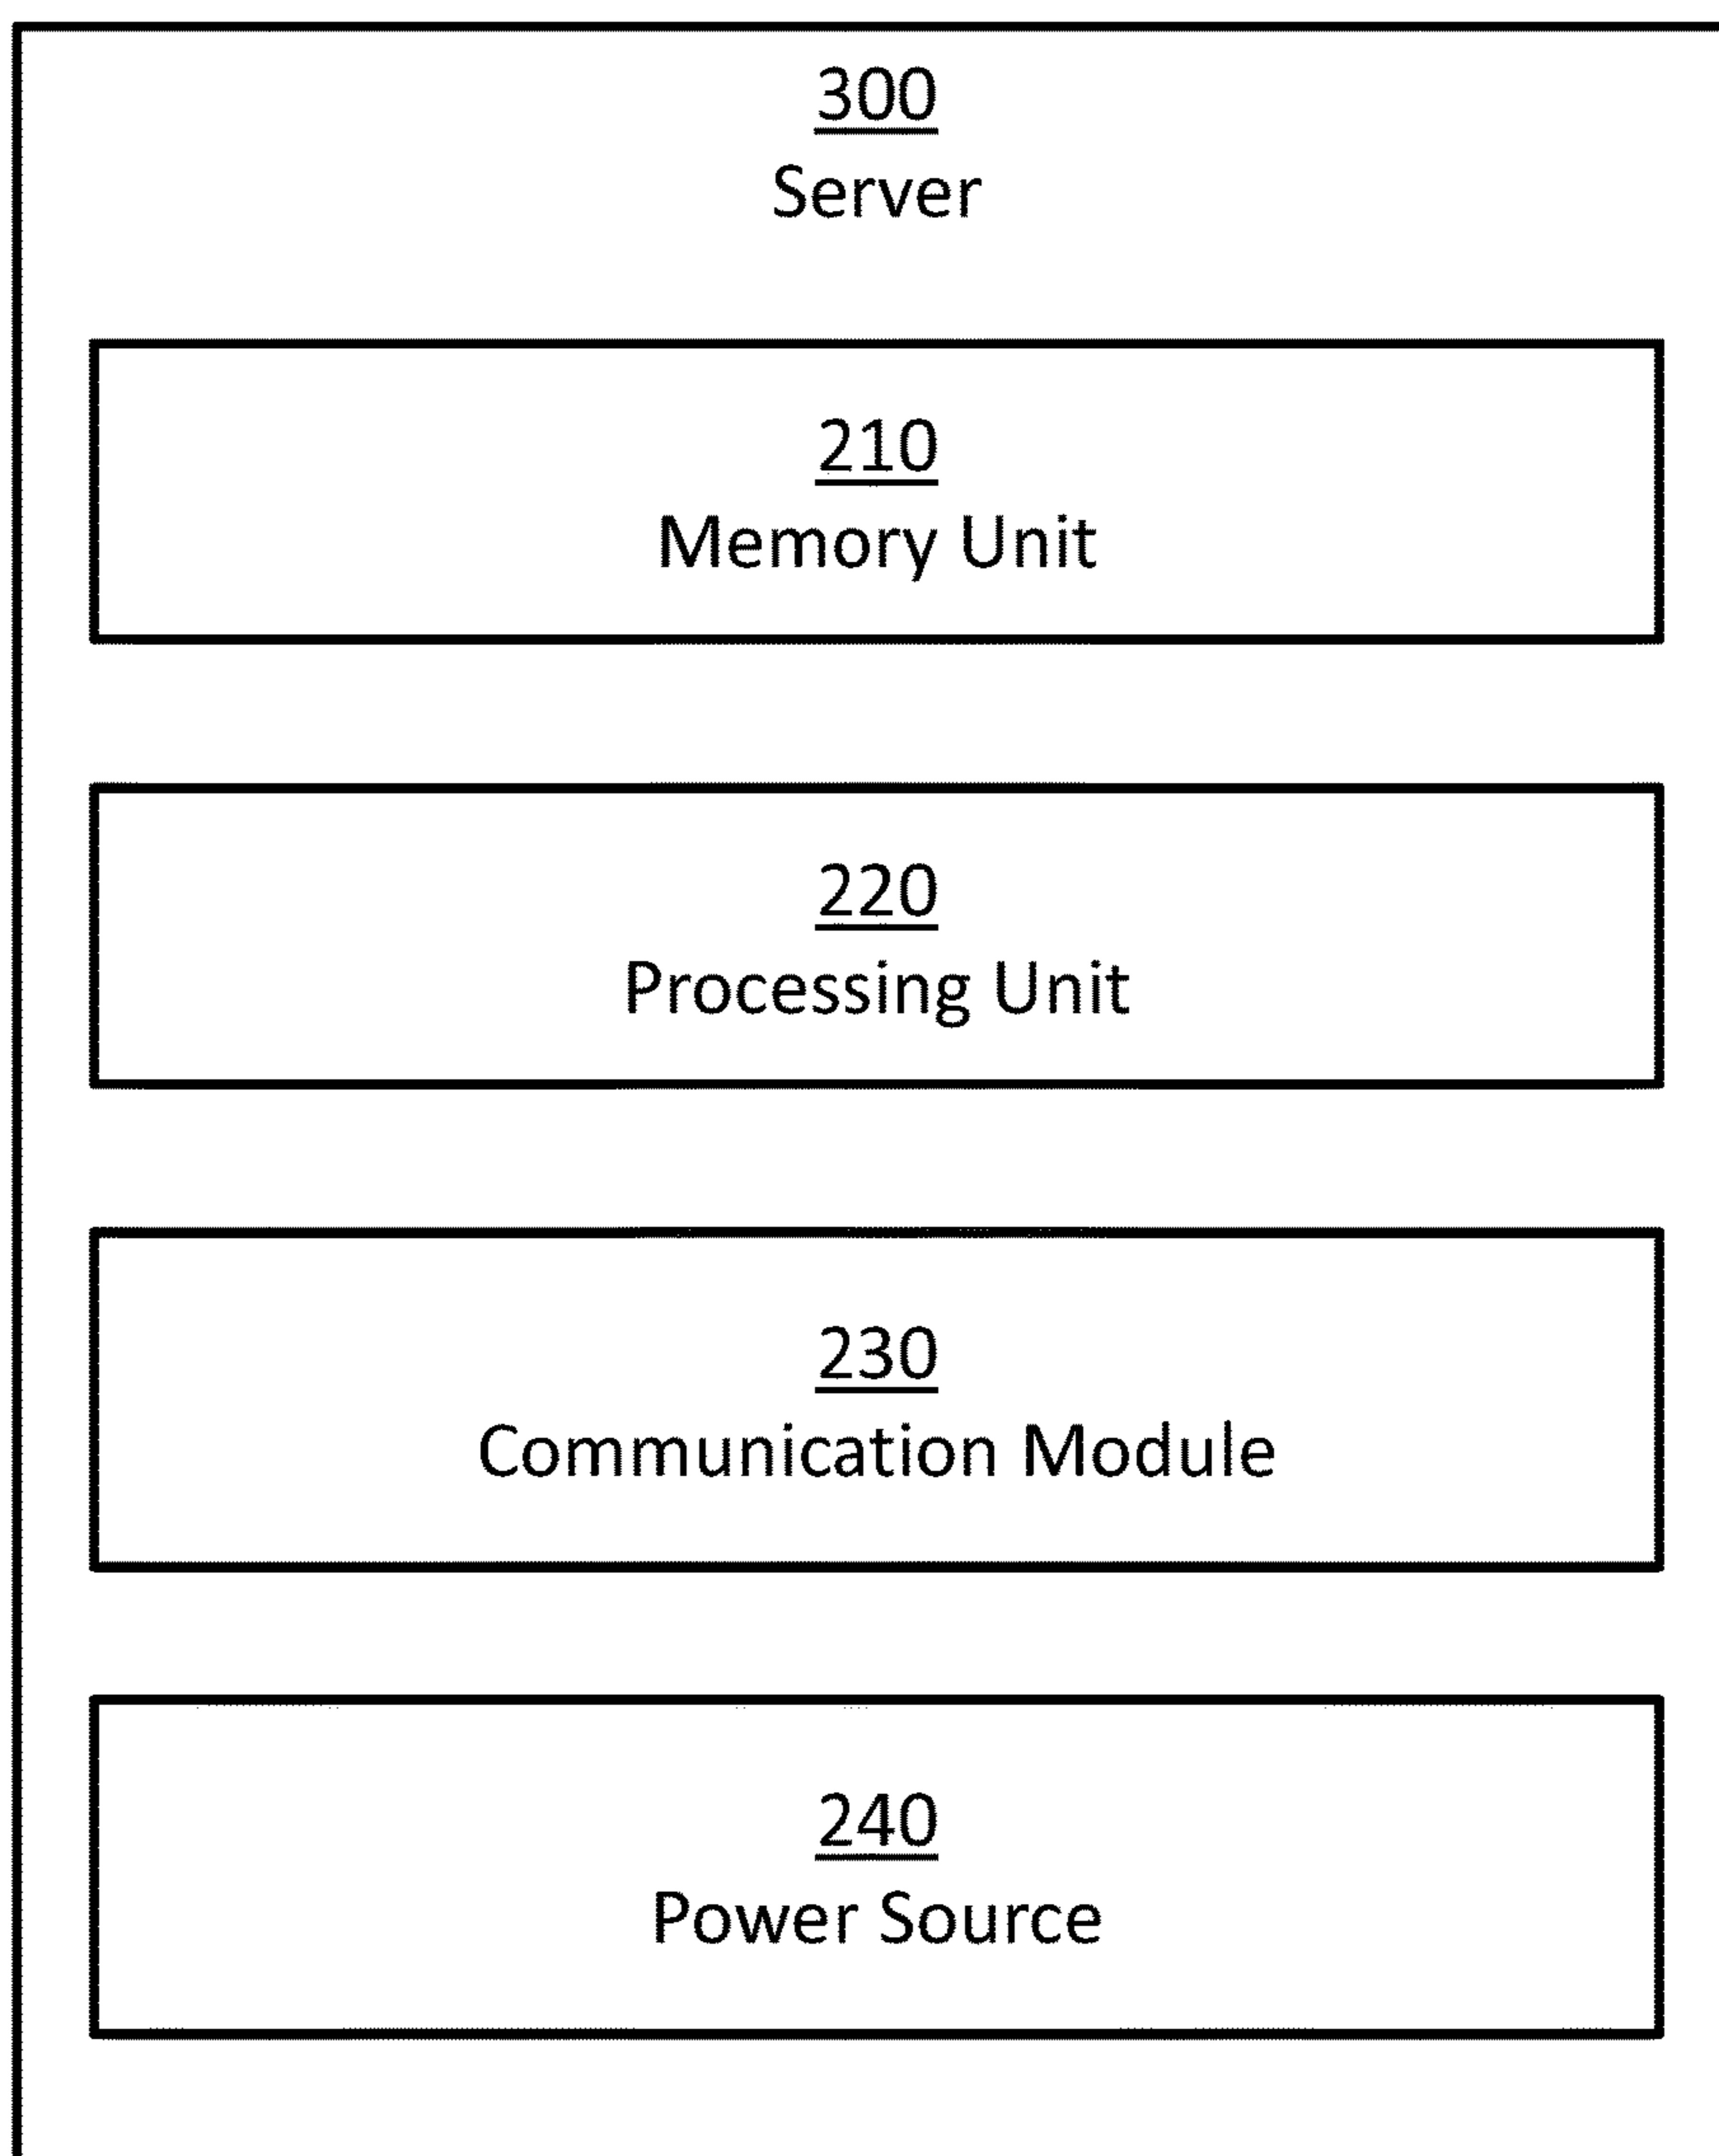 300
Server
210
Memory Unit
220
Processing Unit
230
Communication Module
240
Power Source